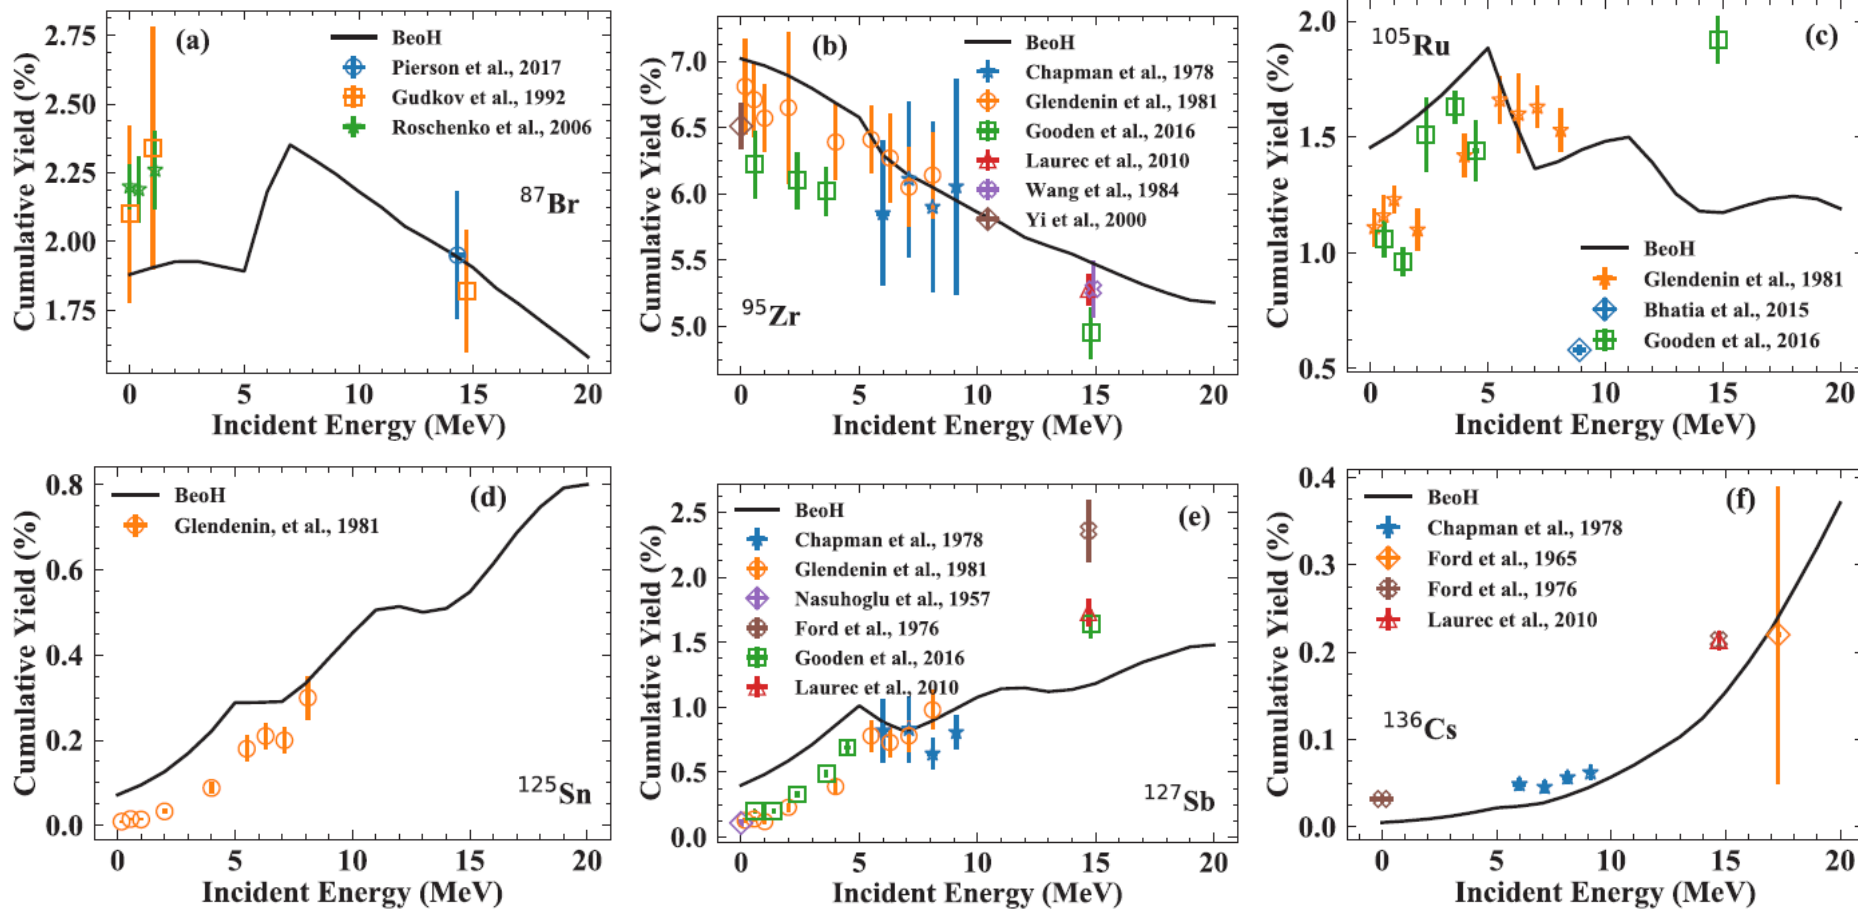 (a)
BeoH
Pierson et al., 2017
Gudkov et al., 1992
Roschenko et al., 2006
87Br
2.75
2.50
2.25
2.00
1.75
0 5 10 15 20
Cumulative Yield (%)
Incident Energy (MeV)
(b)
BeoH
Chapman et al., 1978
Glendenin et al., 1981
Gooden et al., 2016
Laurec et al., 2010
Wang et al., 1984
Yi et al., 2000
95Zr
7.0
6.5
6.0
5.5
5.0
0 5 10 15 20
Cumulative Yield (%)
Incident Energy (MeV)
105Ru
(c)
BeoH
Glendenin et al., 1981
Bhatia et al., 2015
Gooden et al., 2016
2.0
1.5
1.0
0.5
0 5 10 15 20
Cumulative Yield (%)
Incident Energy (MeV)
(d)
BeoH
Glendenin, et al., 1981
125Sn
0.8
0.6
0.4
0.2
0.0
0 5 10 15 20
Cumulative Yield (%)
Incident Energy (MeV)
(e)
BeoH
Chapman et al., 1978
Glendenin et al., 1981
Nasuhoglu et al., 1957
Ford et al., 1976
Gooden et al., 2016
Laurec et al., 2010
127Sb
2.5
2.0
1.5
1.0
0.5
0.0
0 5 10 15 20
Cumulative Yield (%)
Incident Energy (MeV)
(f)
BeoH
Chapman et al., 1978
Ford et al., 1965
Ford et al., 1976
Laurec et al., 2010
136Cs
0.4
0.3
0.2
0.1
0.0
0 5 10 15 20
Cumulative Yield (%)
Incident Energy (MeV)